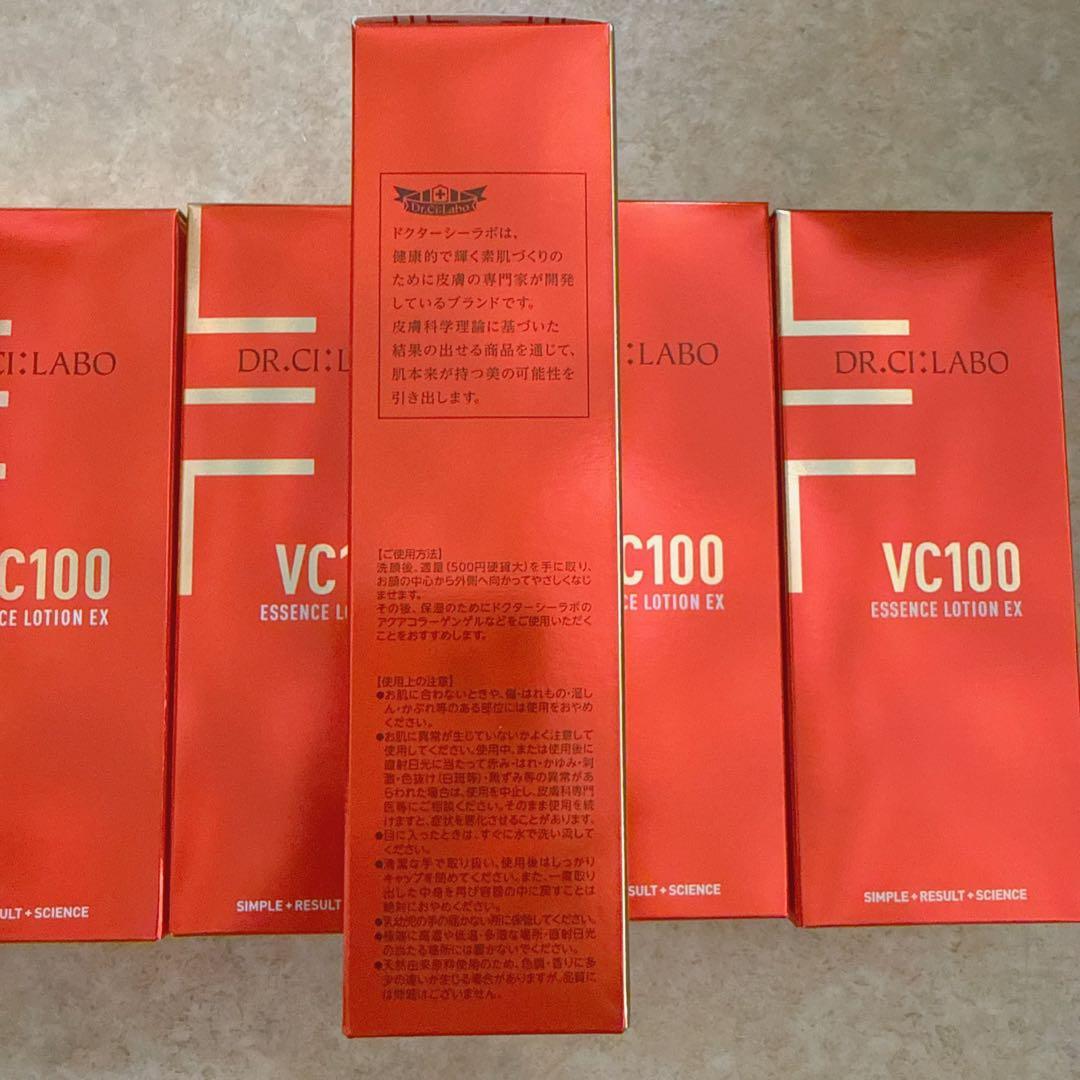 Dr.Ci:Labo
ドクターシーラボは、
健康的で輝く素肌づくりの
ために皮膚の専門家が開発
しているブランドです。
皮膚科学理論に基づいた
結果の出せる商品を通じて、
肌本来が持つ美の可能性を
引き出します。
【ご使用方法】
洗顔後、適量(500円硬貨大)を手に取り、
お顔の中心から外側へ向かってやさしくなじ
ませます。
その後、保湿のためにドクターシーラボの
アクアコラーゲンゲルなどをご使用いただく
ことをおすすめします。
【使用上の注意】
●お肌に合わないときや、傷・はれもの・湿し
ん・かぶれ等のある部位には使用をおやめ
ください。
●お肌に異常が生じていないかよく注意して
使用してください。使用中、または使用後に
直射日光に当たって赤み・はれ・かゆみ・刺
激・色抜け(白斑等)・黒ずみ等の異常があ
らわれた場合は、使用を中止し、皮膚科専門
医等にご相談ください。そのまま使用を続
けますと、症状を悪化させることがあります。
●目に入ったときは、すぐに水で洗い流して
ください。
●清潔な手で取り扱い、使用後はしっかり
キャップを閉めてください。また、一度取り
出した中身を再び容器の中に戻すことは
絶対におやめください。
●乳幼児の手の届かない所に保管してください。
●極端に高温や低温・多湿な場所・直射日光
の当たる場所には置かないでください。
●天然由来原料使用のため、色調・香りに多
少の違いが生じる場合がありますが、品質に
は問題はございません。
CI:LABO
C100
CE LOTION EX
ULT+SCIENCE
DR.CI:L
VC1
ESSENCE L
SIMPLE+RESULT+
I:LABO
C100
CE LOTION EX
ULT+SCIENCE
DR.CI:LABO
VC100
ESSENCE LOTION EX
SIMPLE+RESULT+SCIENCE